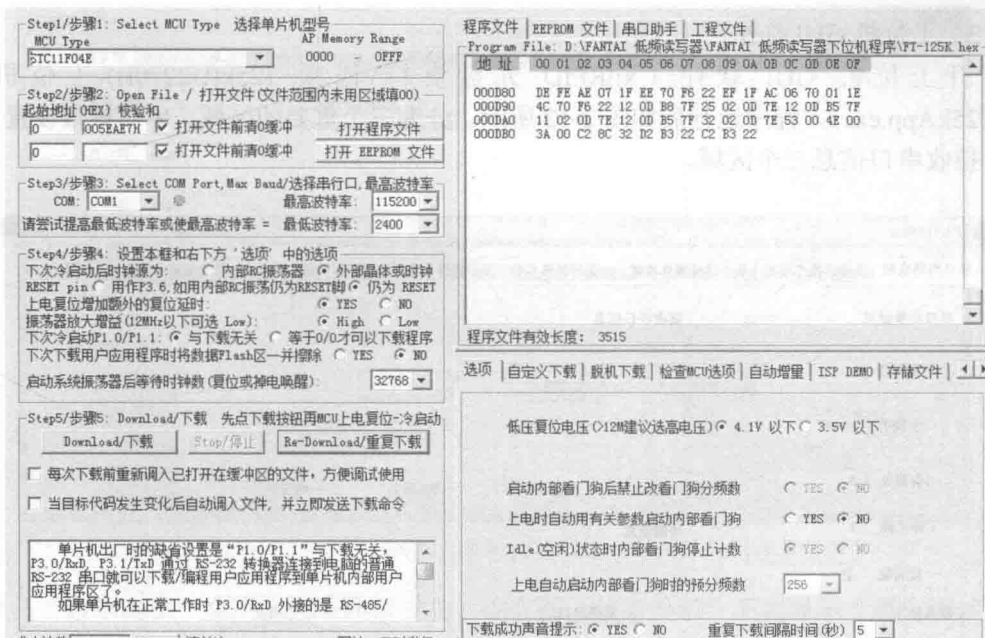 Step1/步骤1: Select MCU Type 选择单片机型号
MCU Type AP Memory Range
STC11F04E 0000 0FFF
Step2/步骤2: Open File / 打开文件(文件范围内未用区域填00)
起始地址(HEX) 校验和
0 005EAE7H 打开文件前清0缓冲 打开程序文件
0 打开文件前清0缓冲 打开 EEPROM 文件
Step3/步骤3: Select COM Port,Max Baud/选择串行口,最高波特率
COM: COM1 最高波特率: 115200
请尝试提高最低波特率或使最高波特率 = 最低波特率: 2400
Step4/步骤4: 设置本框和右下方 '选项' 中的选项
下次冷启动后时钟源为: 内部RC振荡器 外部晶体或时钟
RESET pin 用作P3.6,如用内部RC振荡仍为RESET脚 仍为 RESET
上电复位增加额外的复位延时: YES NO
振荡器放大增益(12MHz以下可选 Low): High Low
下次冷启动P1.0/P1.1: 与下载无关 等于0/0才可以下载程序
下次下载用户应用程序时将数据Flash区一并擦除 YES NO
启动系统振荡器后等待时钟数(复位或掉电唤醒): 32768
Step5/步骤5: Download/下载 先点下载按钮再MCU上电复位-冷启动
Download/下载 Stop/停止 Re-Download/重复下载
每次下载前重新调入已打开在缓冲区的文件,方便调试使用
当目标代码发生变化后自动调入文件,并立即发送下载命令
单片机出厂时的缺省设置是“P1.0/P1.1”与下载无关,
P3.0/RxD, P3.1/TxD 通过 RS-232 转换器连接到电脑的普通
RS-232 串口就可以下载/编程用户应用程序到单片机内部用户
应用程序区了。
如果单片机在正常工作时 P3.0/RxD 外接的是 RS-485/
程序文件 EEPROM 文件 串口助手 工程文件
Program File: D:\FANTAI 低频读写器\FANTAI 低频读写器下位机程序\FT-125K hex
地 址 00 01 02 03 04 05 06 07 08 09 0A 0B 0C 0D 0E 0F
000D80 DE FE AE 07 1F EE 70 F6 22 EF 1F AC 06 70 01 1E
000D90 4C 70 F6 22 12 0D B8 7F 25 02 0D 7E 12 0D B5 7F
000DA0 11 02 0D 7E 12 0D B5 7F 32 02 0D 7E 53 00 4E 00
000DB0 3A 00 C2 8C 32 D2 B3 22 C2 B3 22
程序文件有效长度: 3515
选项 自定义下载 脱机下载 检查MCU选项 自动增量 ISP DEMO 存储文件
低压复位电压(>12M建议选高电压) 4.1V 以下 3.5V 以下
启动内部看门狗后禁止改看门狗分频数 YES NO
上电时自动用有关参数启动内部看门狗 YES NO
Idle(空闲)状态时内部看门狗停止计数 YES NO
上电自动启动内部看门狗时的预分频数 256
下载成功声音提示: YES NO 重复下载间隔时间(秒) 5